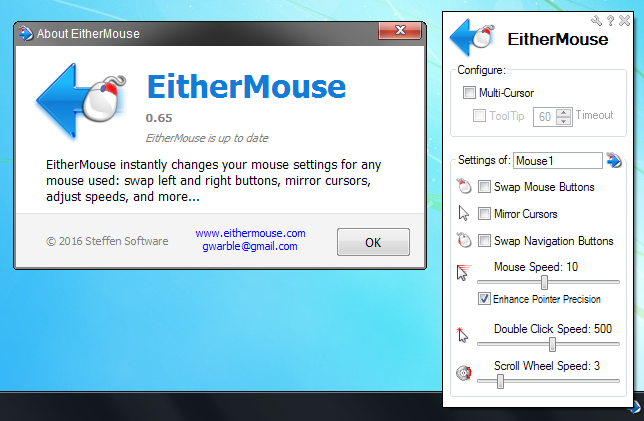 About EitherMouse
EitherMouse
0.65
EitherMouse is up to date
EitherMouse instantly changes your mouse settings for any
mouse used: swap left and right buttons, mirror cursors,
adjust speeds, and more...
© 2016 Steffen Software
www.eithermouse.com
gwarble@gmail.com
OK
EitherMouse
Configure:
Multi-Cursor
ToolTip 60 Timeout
Settings of: Mouse1
Swap Mouse Buttons
Mirror Cursors
Swap Navigation Buttons
Mouse Speed: 10
Enhance Pointer Precision
Double Click Speed: 500
Scroll Wheel Speed: 3